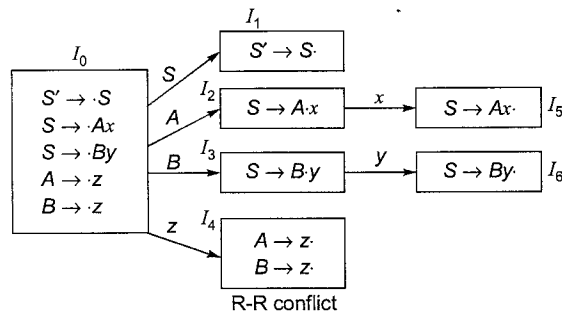 I₁
S′ → S·
I₀
S′ → ·S
S → ·Ax
S → ·By
A → ·z
B → ·z
S
I₂
A
S → A·x
x
S → Ax·
I₅
I₃
B
S → B·y
y
S → By·
I₆
I₄
z
A → z·
B → z·
R-R conflict